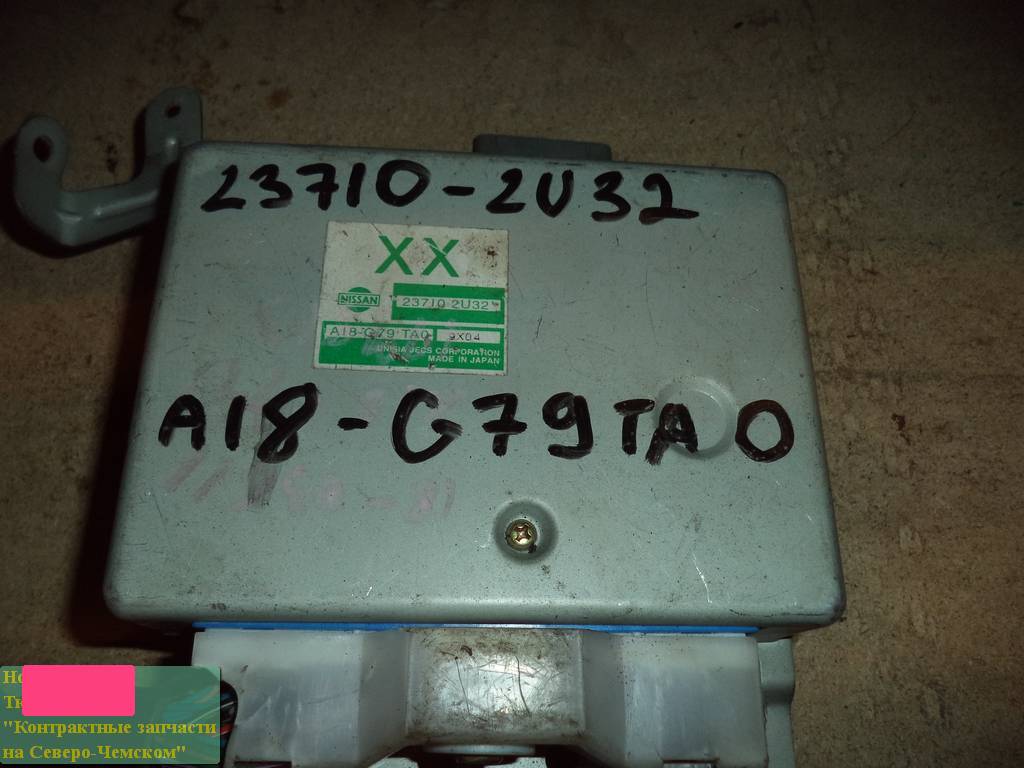 23710-2U32
XX
NISSAN
23710 2U32
A18-G79 TA0 9X04
UNISIA JECS CORPORATION
MADE IN JAPAN
A18-G79TA0
"Контрактные запчасти
на Северо-Чемском"